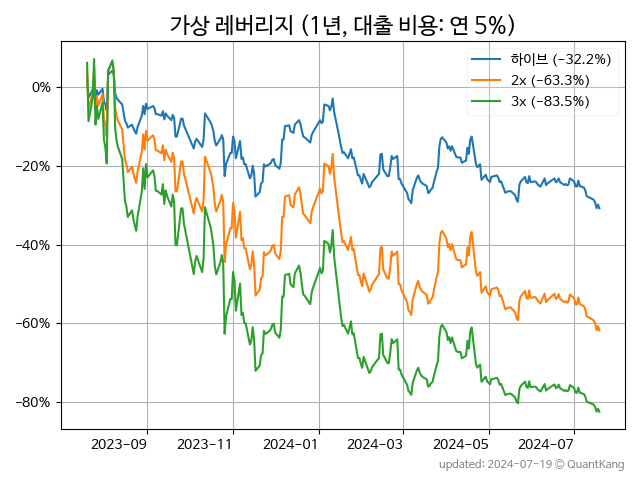 가상 레버리지 (1년, 대출 비용: 연 5%)
하이브 (−32.2%)
2x (−63.3%)
3x (−83.5%)
0%
−20%
−40%
−60%
−80%
2023-09 2023-11 2024-01 2024-03 2024-05 2024-07
updated: 2024-07-19 © QuantKang